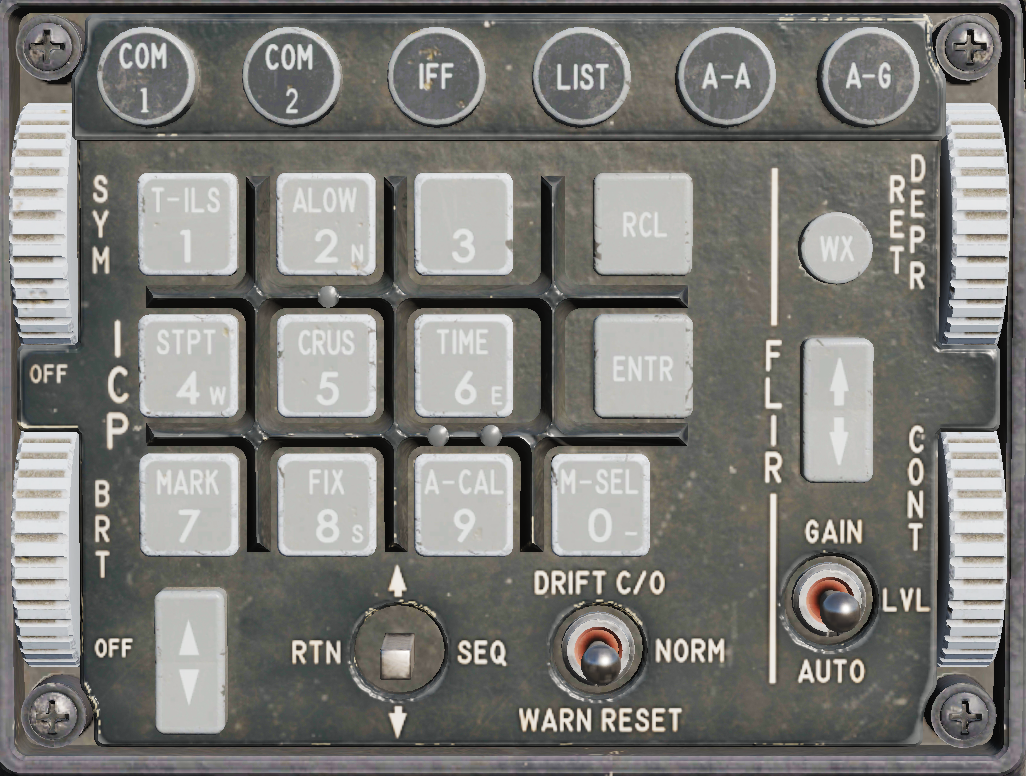 COM
1
COM
2
IFF
LIST
A-A
A-G
SYM
T-ILS
1
ALOW
2 N
3
RCL
WX
RET
DEPR
ICP
OFF
STPT
4 W
CRUS
5
TIME
6 E
ENTR
FLIR
BRT
MARK
7
FIX
8 S
A-CAL
9
M-SEL
0 –
CONT
GAIN
LVL
AUTO
OFF
RTN
SEQ
DRIFT C/O
NORM
WARN RESET